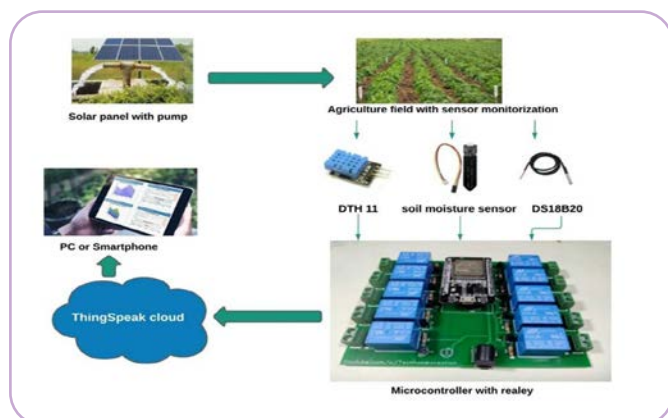 Solar panel with pump
Agriculture field with sensor monitorization
DTH 11
soil moisture sensor
DS18B20
PC or Smartphone
ThingSpeak cloud
Microcontroller with realey